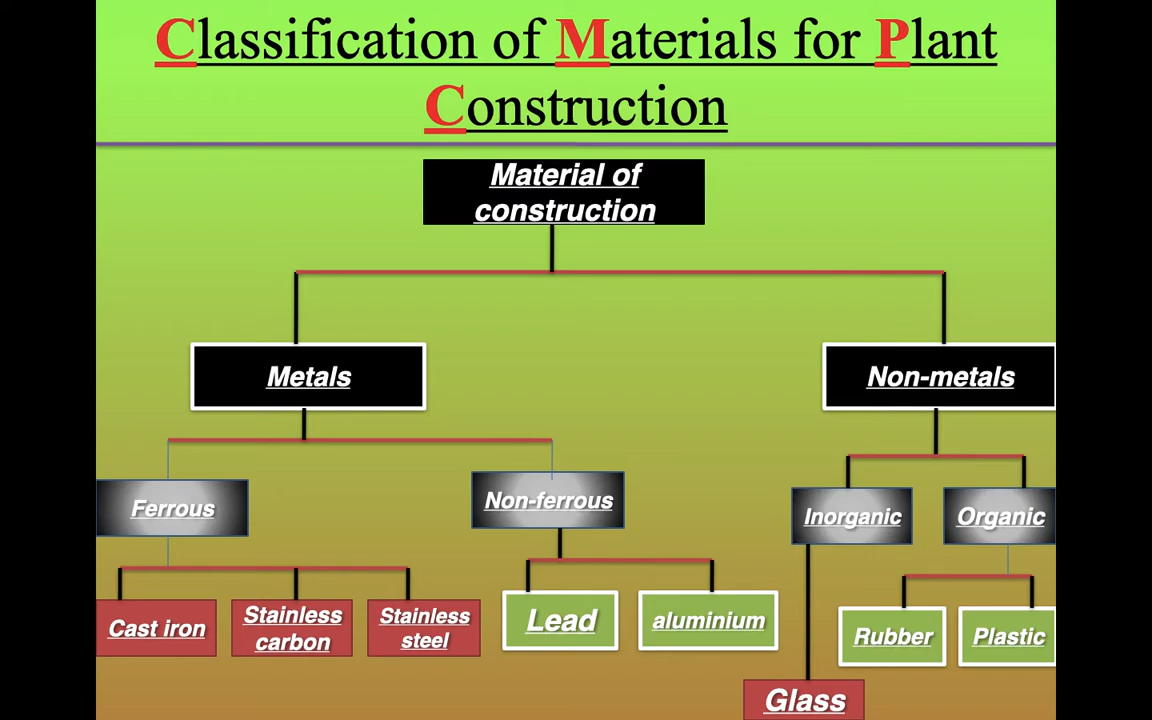 Classification of Materials for Plant
Construction
Material of
construction
Metals
Non-metals
Ferrous
Non-ferrous
Inorganic
Organic
Cast iron
Stainless
carbon
Stainless
steel
Lead
aluminium
Rubber
Plastic
Glass